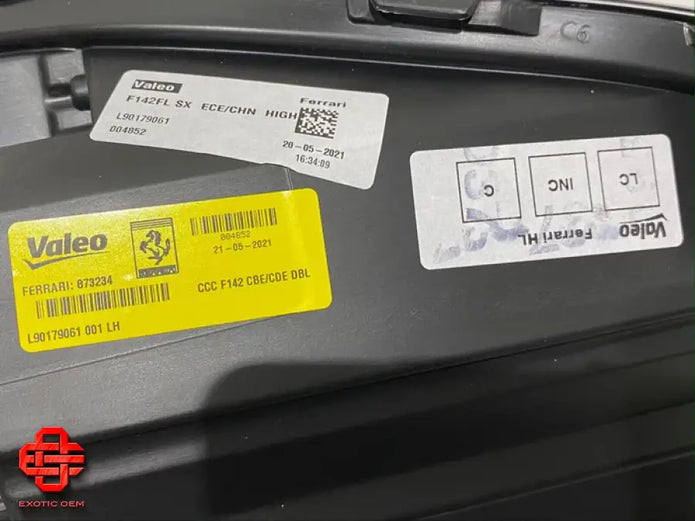 C6
Valeo
F142FL SX ECE/CHN HIGH
Ferrari
L90179061
004852
20-05-2021
16:34:09
Valeo
004852
21-05-2021
FERRARI: 873234
CCC F142 CBE/CDE DBL
L90179061 001 LH
Valeo Ferrari HL
LC
INC
G
EXOTIC OEM